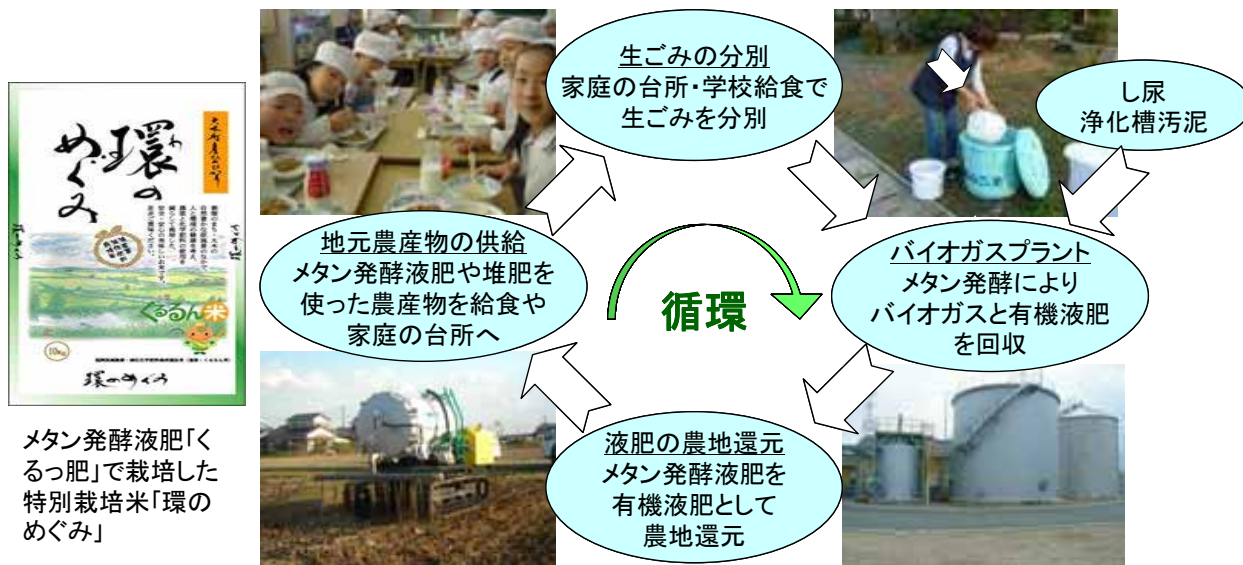 生ごみの分別
家庭の台所・学校給食で
生ごみを分別
し尿
浄化槽汚泥
地元農産物の供給
メタン発酵液肥や堆肥を
使った農産物を給食や
家庭の台所へ
循環
バイオガスプラント
メタン発酵により
バイオガスと有機液肥
を回収
液肥の農地還元
メタン発酵液肥を
有機液肥として
農地還元
環の
わ
めぐみ
くるるん米
10kg
環のめぐみ
メタン発酵液肥「く
るっ肥」で栽培した
特別栽培米「環の
めぐみ」